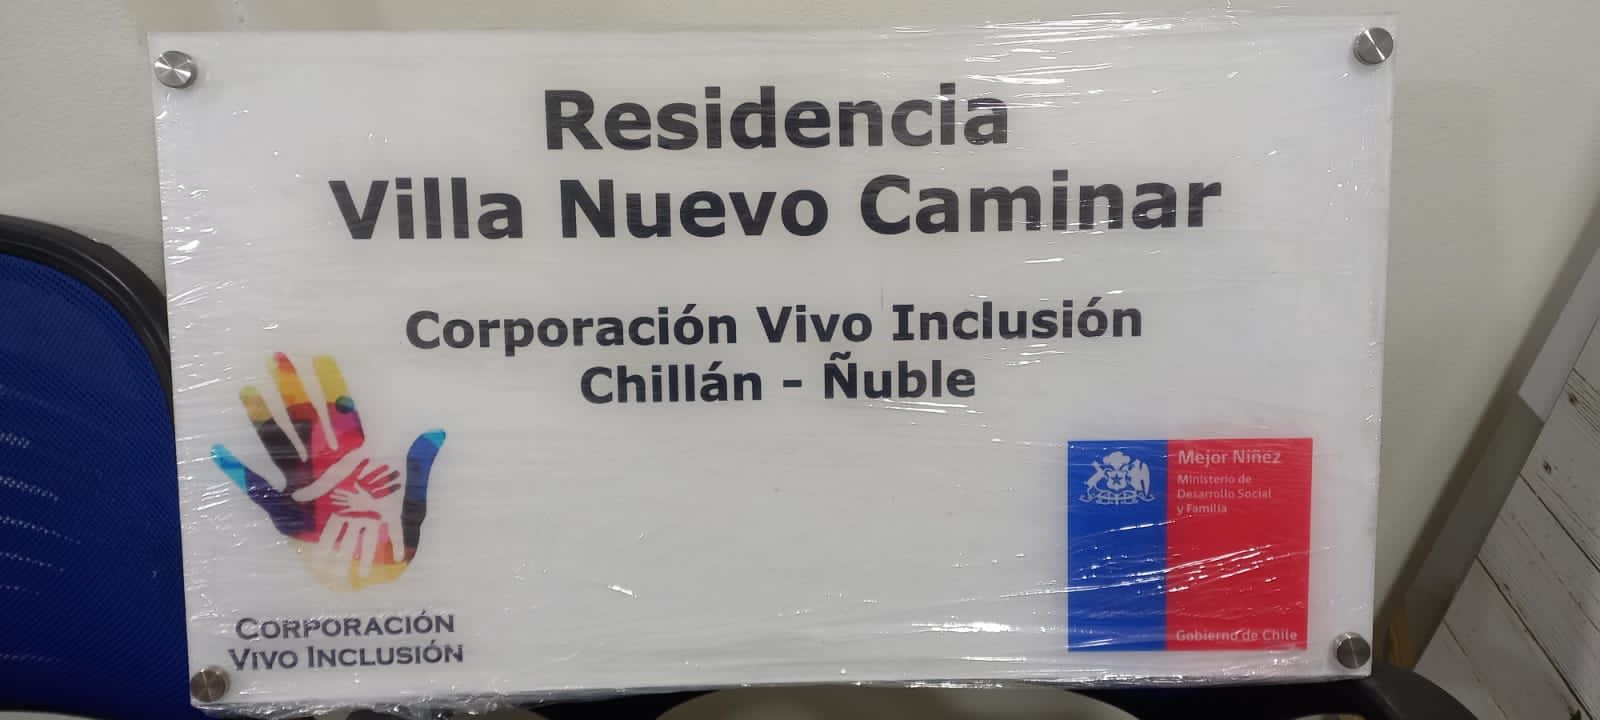 Residencia
Villa Nuevo Caminar
Corporación Vivo Inclusión
Chillán - Ñuble
CORPORACIÓN
VIVO INCLUSIÓN
Mejor Niñez
Ministerio de
Desarrollo Social
y Familia
Gobierno de Chile